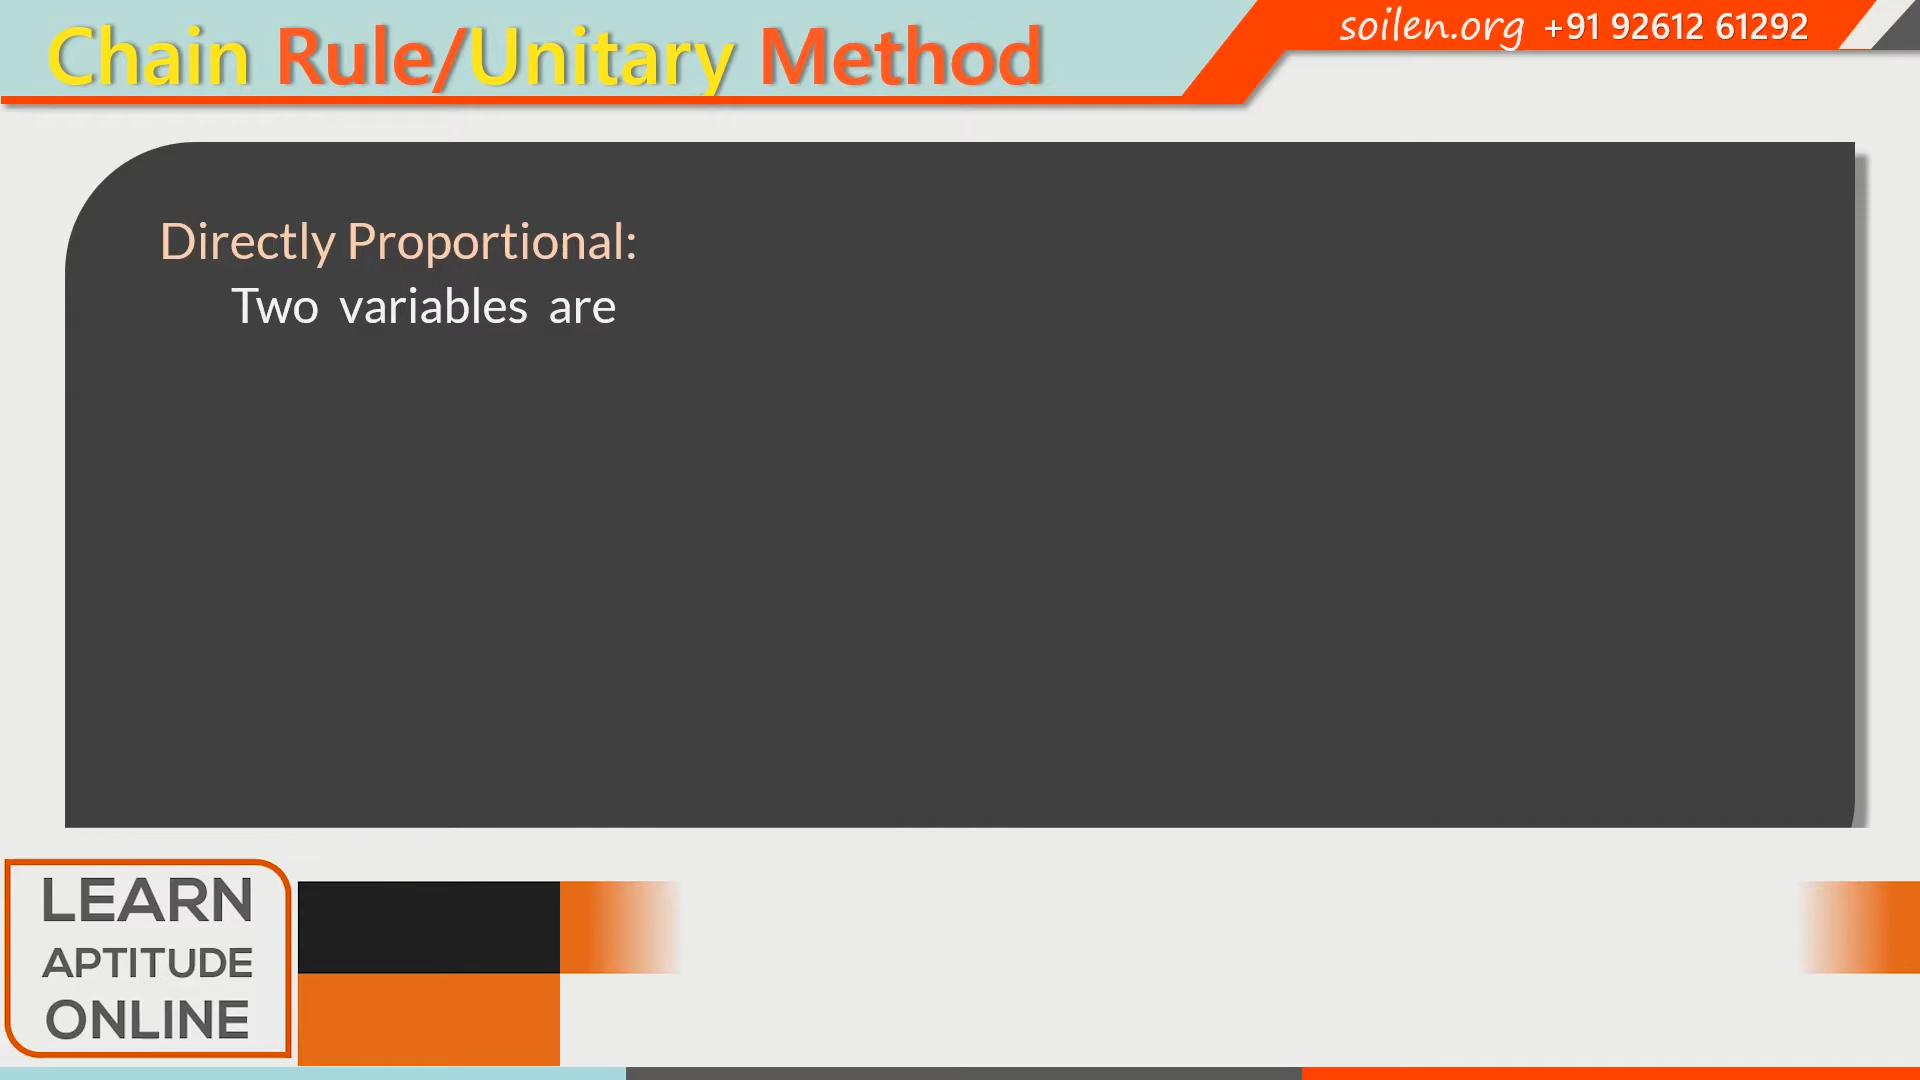 Chain Rule/Unitary Method
soilen.org +91 92612 61292
Directly Proportional:
Two variables are
LEARN
APTITUDE
ONLINE